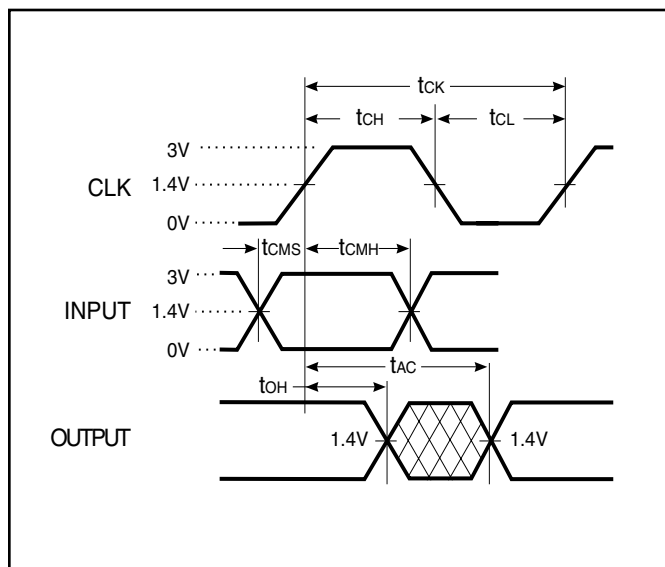 tCK
tCH tCL
3V
CLK 1.4V
0V
tCMS tCMH
3V
INPUT 1.4V
0V
tAC
tOH
OUTPUT 1.4V 1.4V